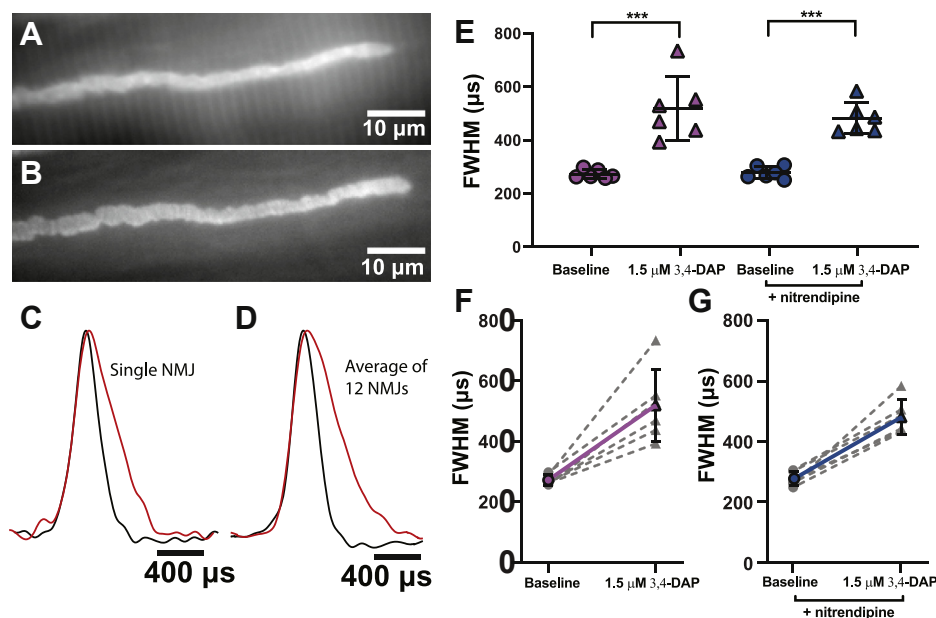 A
10 μm
B
10 μm
C
D
Single NMJ
Average of
12 NMJs
400 μs
400 μs
E
***
***
800
600
400
200
0
FWHM (μs)
Baseline
1.5 μM 3,4-DAP
Baseline
1.5 μM 3,4-DAP
+ nitrendipine
F
800
600
400
200
0
FWHM (μs)
Baseline
1.5 μM 3,4-DAP
G
800
600
400
200
0
FWHM (μs)
Baseline
1.5 μM 3,4-DAP
+ nitrendipine